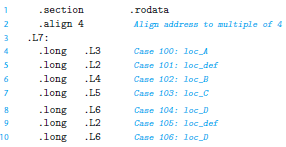 1 .section .rodata
2 .align 4 Align address to multiple of 4
3 .L7:
4 .long .L3 Case 100: loc_A
5 .long .L2 Case 101: loc_def
6 .long .L4 Case 102: loc_B
7 .long .L5 Case 103: loc_C
8 .long .L6 Case 104: loc_D
9 .long .L2 Case 105: loc_def
10 .long .L6 Case 106: loc_D